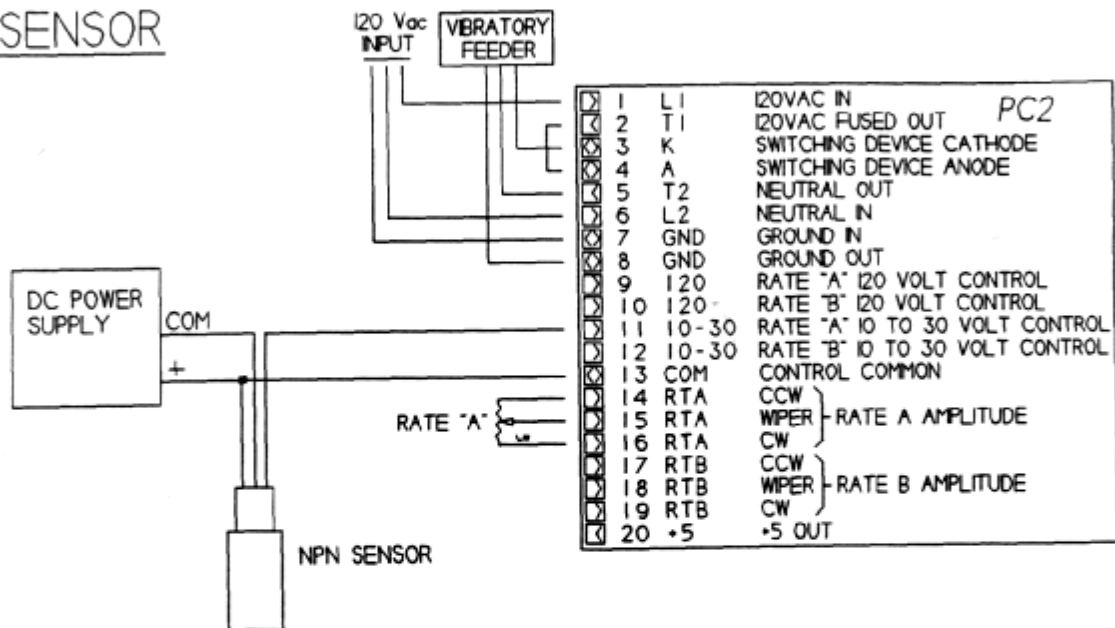 SENSOR
120 Vac
INPUT
VIBRATORY
FEEDER
PC2
1 L1 120VAC IN
2 T1 120VAC FUSED OUT
3 K SWITCHING DEVICE CATHODE
4 A SWITCHING DEVICE ANODE
5 T2 NEUTRAL OUT
6 L2 NEUTRAL IN
7 GND GROUND IN
8 GND GROUND OUT
9 120 RATE "A" 120 VOLT CONTROL
10 120 RATE "B" 120 VOLT CONTROL
11 10-30 RATE "A" 10 TO 30 VOLT CONTROL
12 10-30 RATE "B" 10 TO 30 VOLT CONTROL
13 COM CONTROL COMMON
14 RTA CCW
15 RTA WIPER RATE A AMPLITUDE
16 RTA CW
17 RTB CCW
18 RTB WIPER RATE B AMPLITUDE
19 RTB CW
20 +5 +5 OUT
DC POWER
SUPPLY
COM
+
RATE "A"
NPN SENSOR